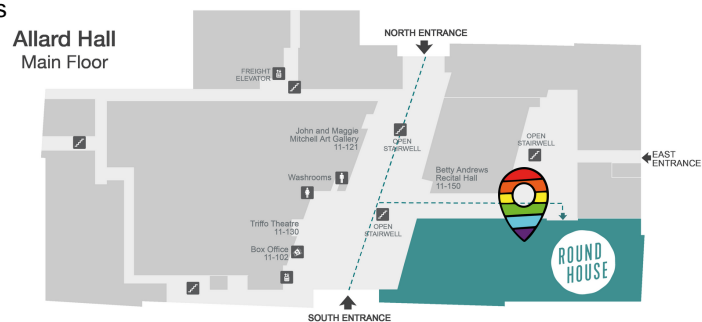 s
Allard Hall
Main Floor
NORTH ENTRANCE
FREIGHT
ELEVATOR
John and Maggie
Mitchell Art Gallery
11-121
OPEN
STAIRWELL
OPEN
STAIRWELL
EAST
ENTRANCE
Betty Andrews
Recital Hall
11-150
Washrooms
Triffo Theatre
11-130
OPEN
STAIRWELL
Box Office
11-102
ROUND
HOUSE
SOUTH ENTRANCE